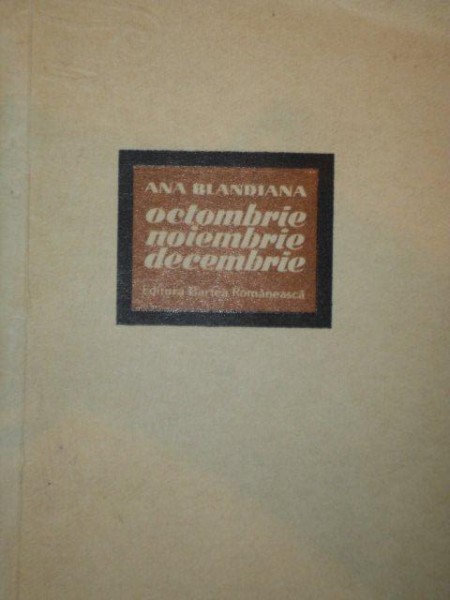 ANA BLANDIANA
octombrie
noiembrie
decembrie
Editura Cartea Românească